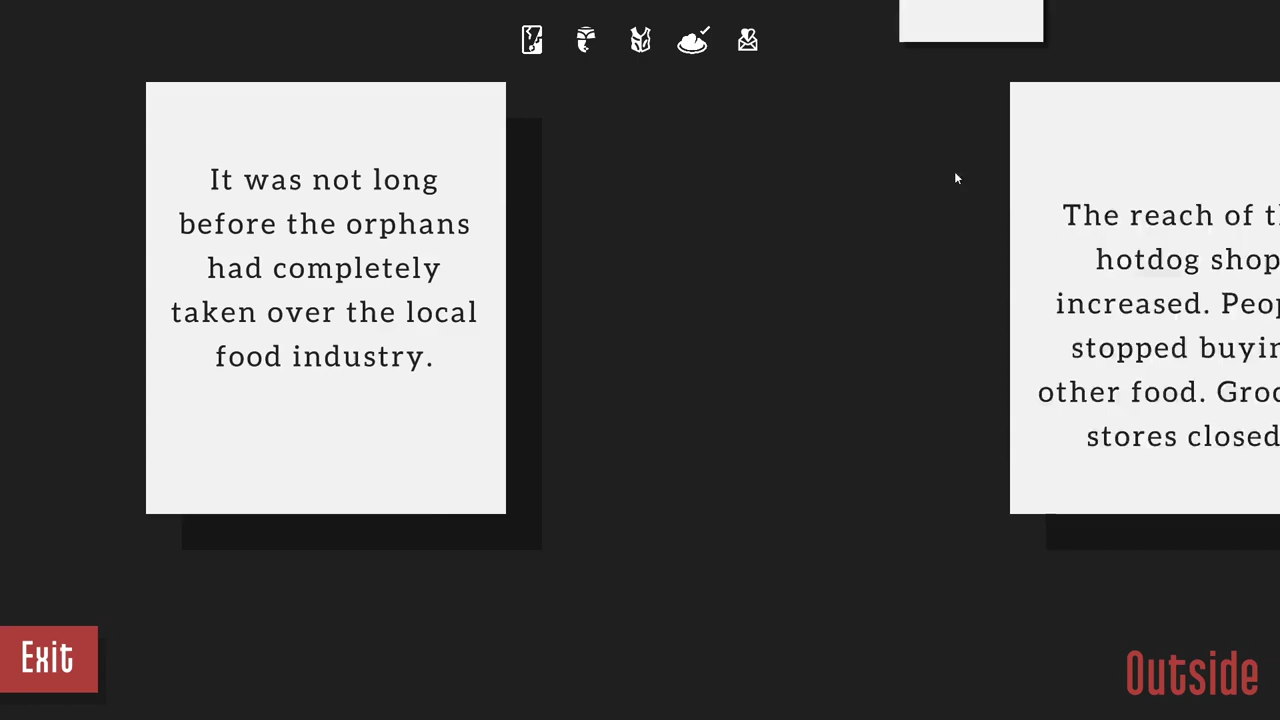 It was not long
before the orphans
had completely
taken over the local
food industry.
The reach of
hotdog shop
increased.
stopped
other food.
stores closed
Exit
Outside